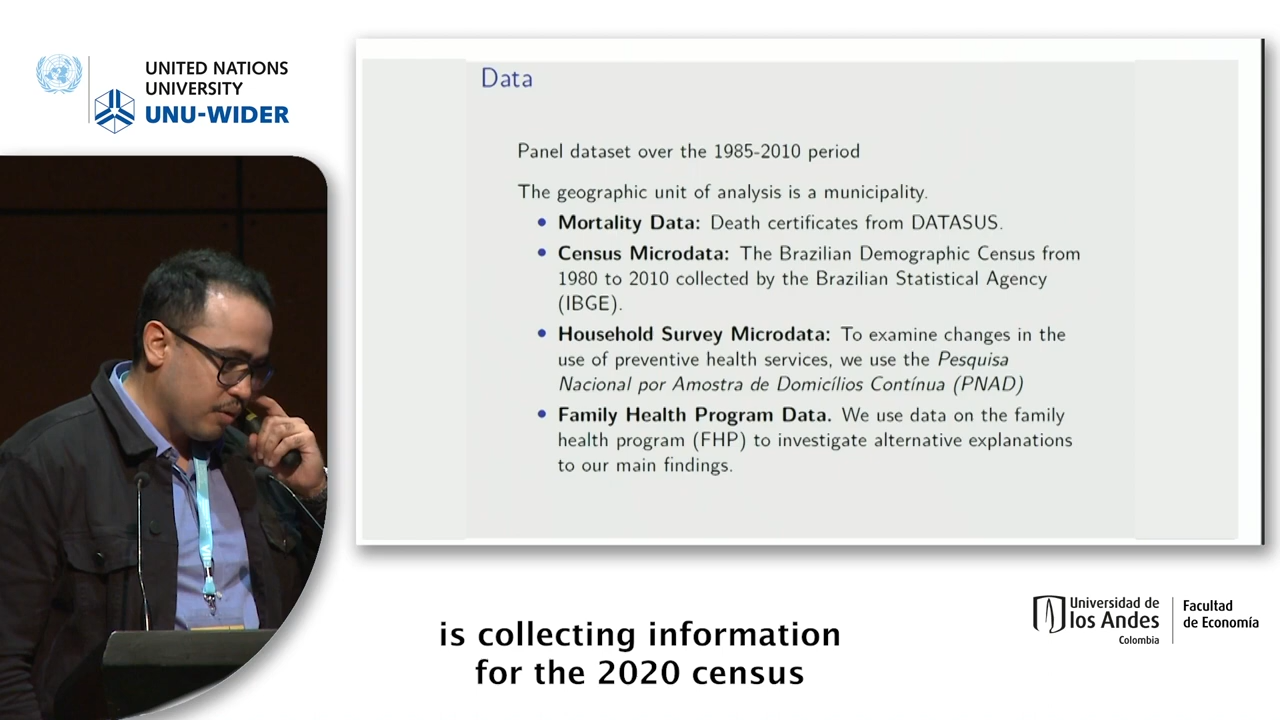 UNITED NATIONS
UNIVERSITY
UNU-WIDER
Data
Panel dataset over the 1985-2010 period
The geographic unit of analysis is a municipality.
• Mortality Data: Death certificates from DATASUS.
• Census Microdata: The Brazilian Demographic Census from
1980 to 2010 collected by the Brazilian Statistical Agency
(IBGE).
• Household Survey Microdata: To examine changes in the
use of preventive health services, we use the Pesquisa
Nacional por Amostra de Domicílios Contínua (PNAD)
• Family Health Program Data. We use data on the family
health program (FHP) to investigate alternative explanations
to our main findings.
is collecting information
for the 2020 census
Universidad de
los Andes
Colombia
Facultad
de Economía